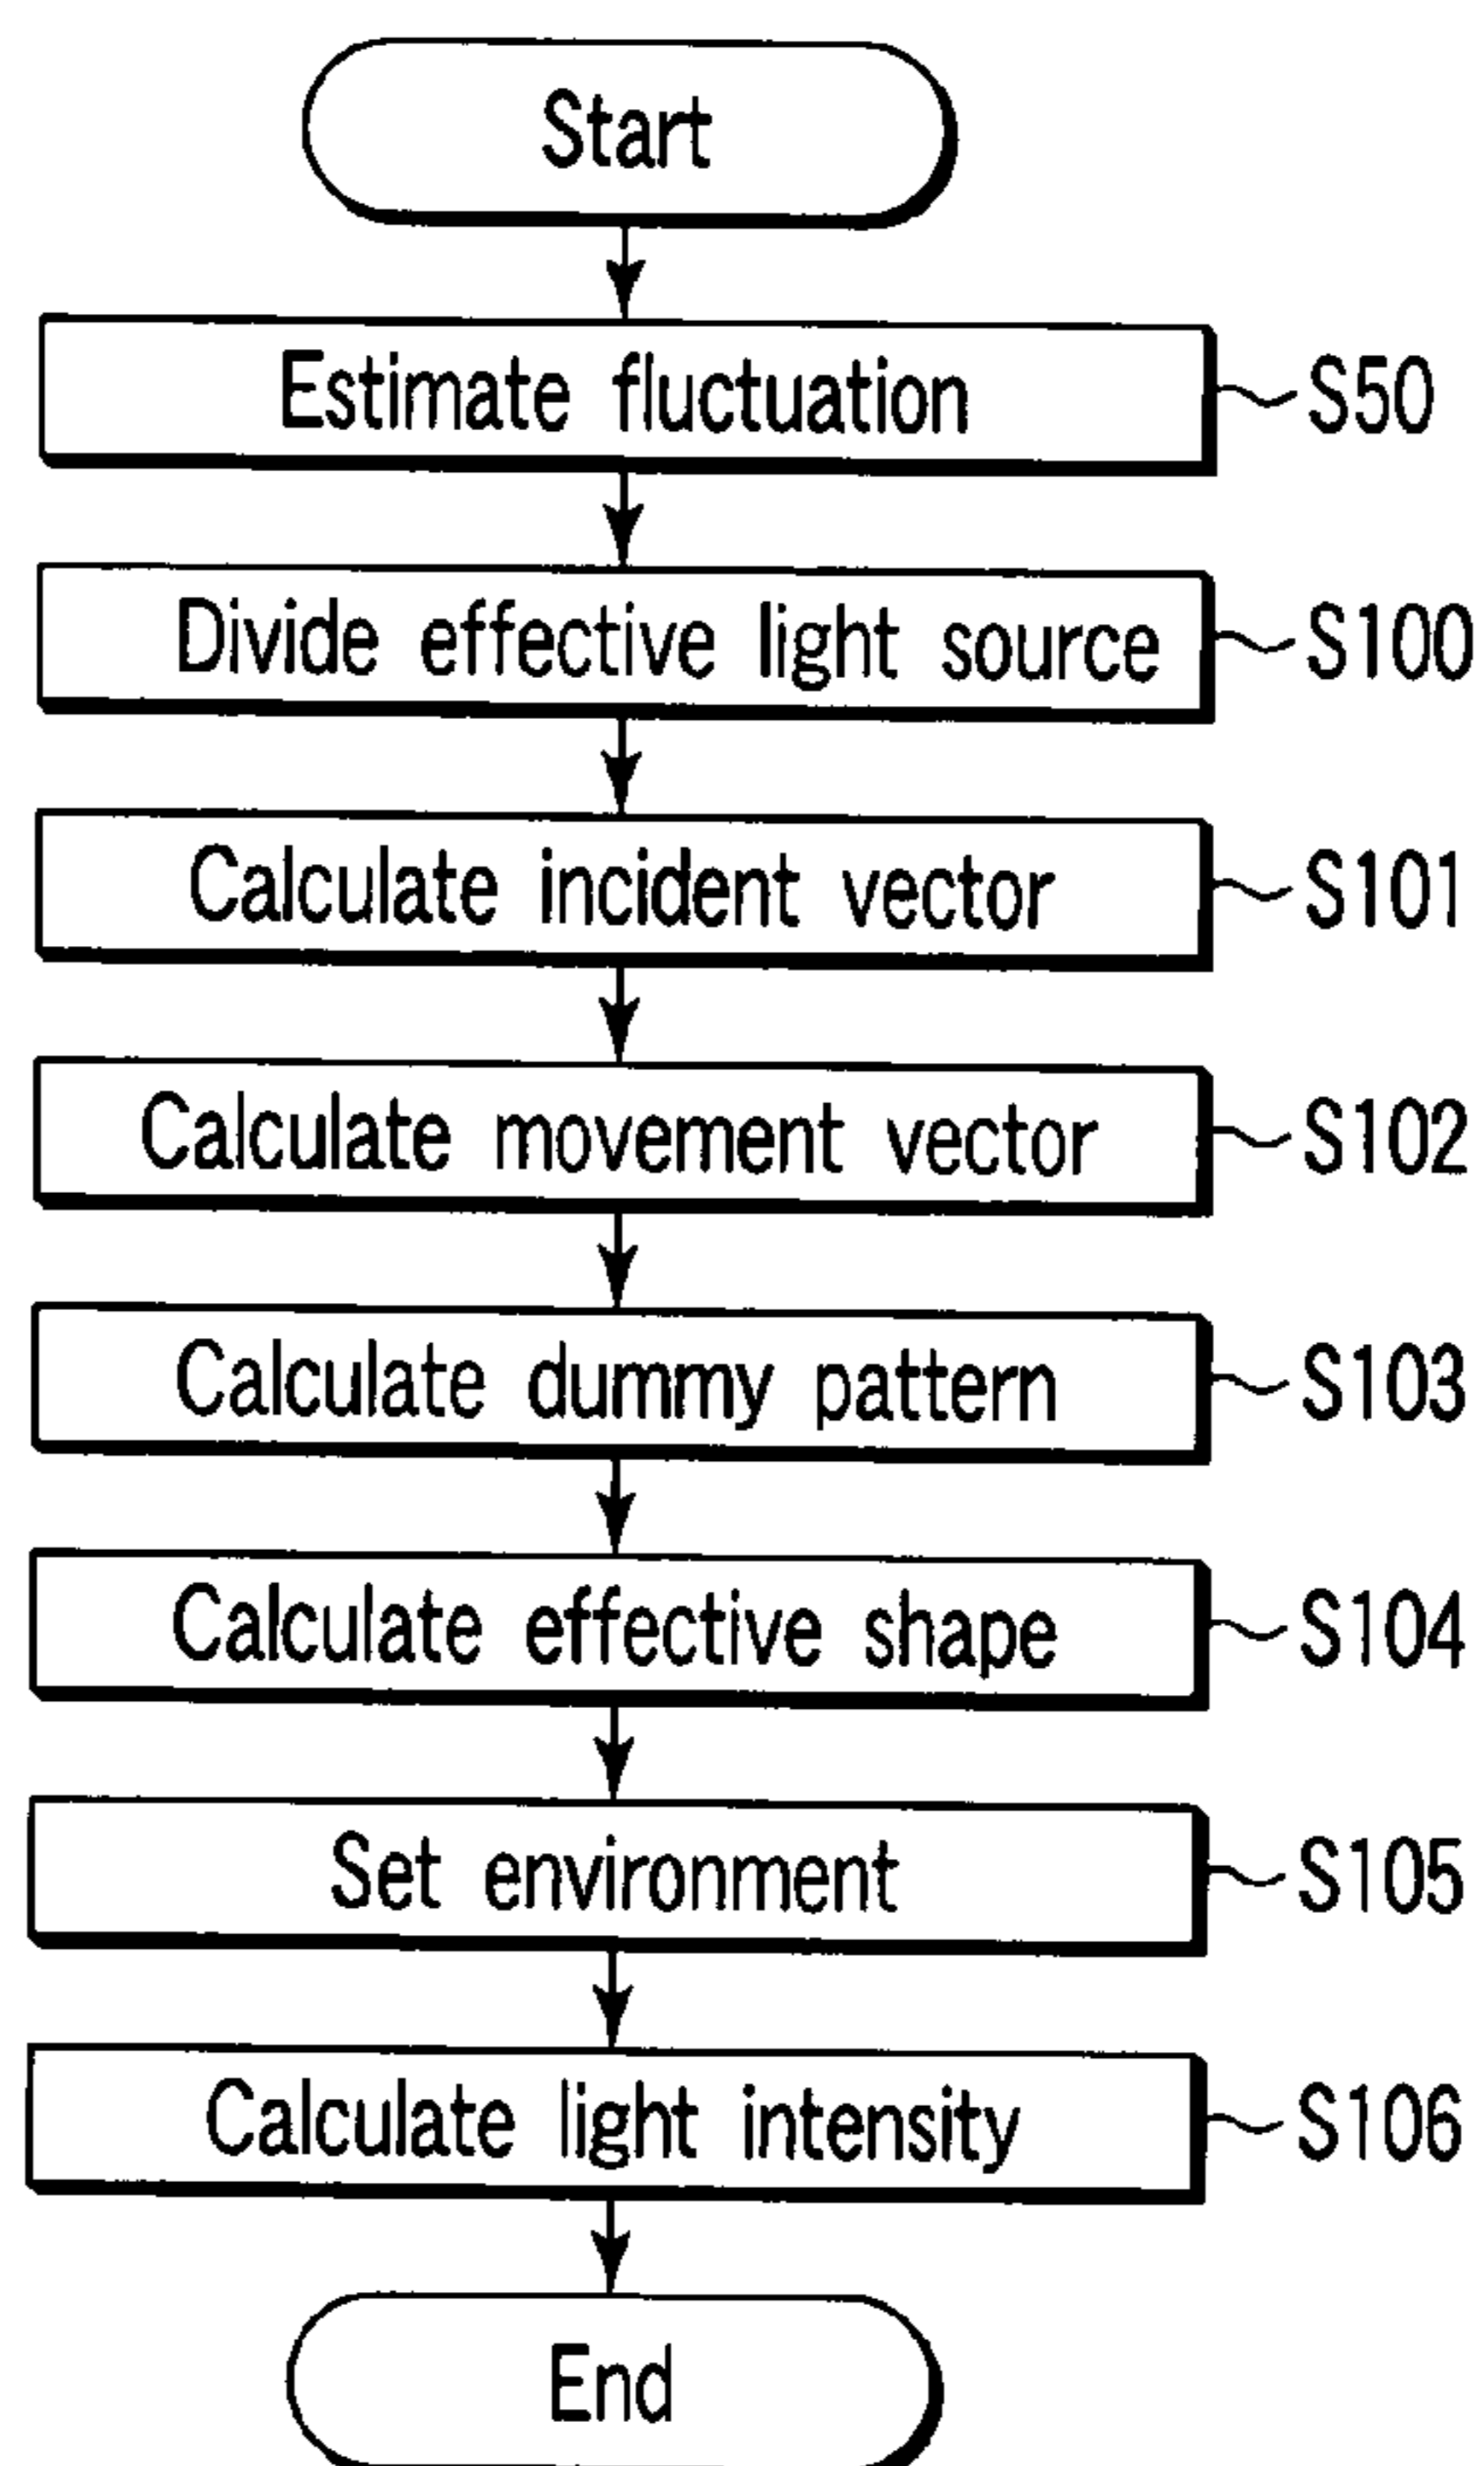 Start
Estimate fluctuation S50
Divide effective light source S100
Calculate incident vector S101
Calculate movement vector S102
Calculate dummy pattern S103
Calculate effective shape S104
Set environment S105
Calculate light intensity S106
End